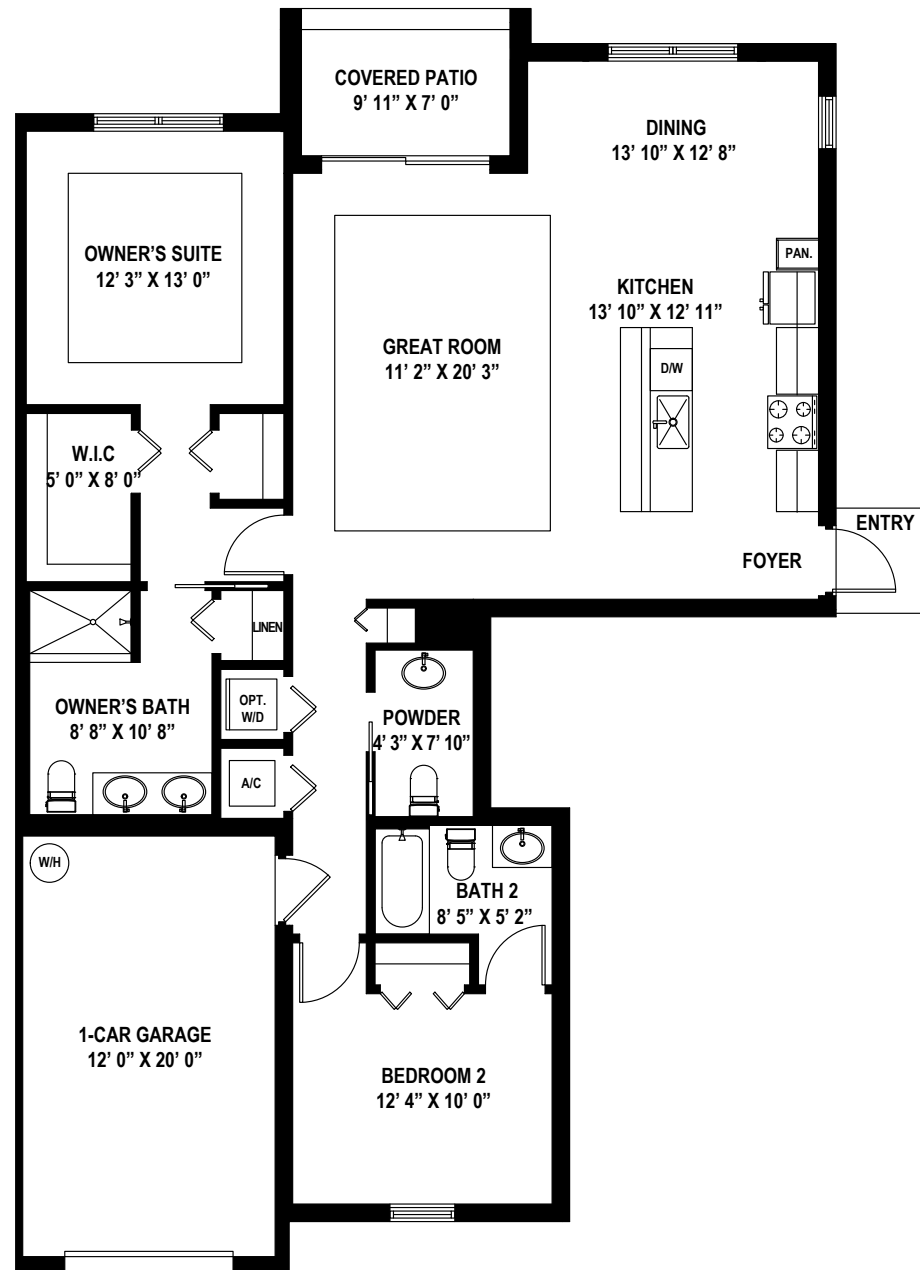 COVERED PATIO
9’ 11” X 7’ 0”
DINING
13’ 10” X 12’ 8”
OWNER’S SUITE
12’ 3” X 13’ 0”
PAN.
KITCHEN
13’ 10” X 12’ 11”
GREAT ROOM
11’ 2” X 20’ 3”
D/W
W.I.C
5’ 0” X 8’ 0”
ENTRY
FOYER
LINEN
OPT.
W/D
OWNER’S BATH
8’ 8” X 10’ 8”
POWDER
4’ 3” X 7’ 10”
A/C
W/H
BATH 2
8’ 5” X 5’ 2”
1-CAR GARAGE
12’ 0” X 20’ 0”
BEDROOM 2
12’ 4” X 10’ 0”